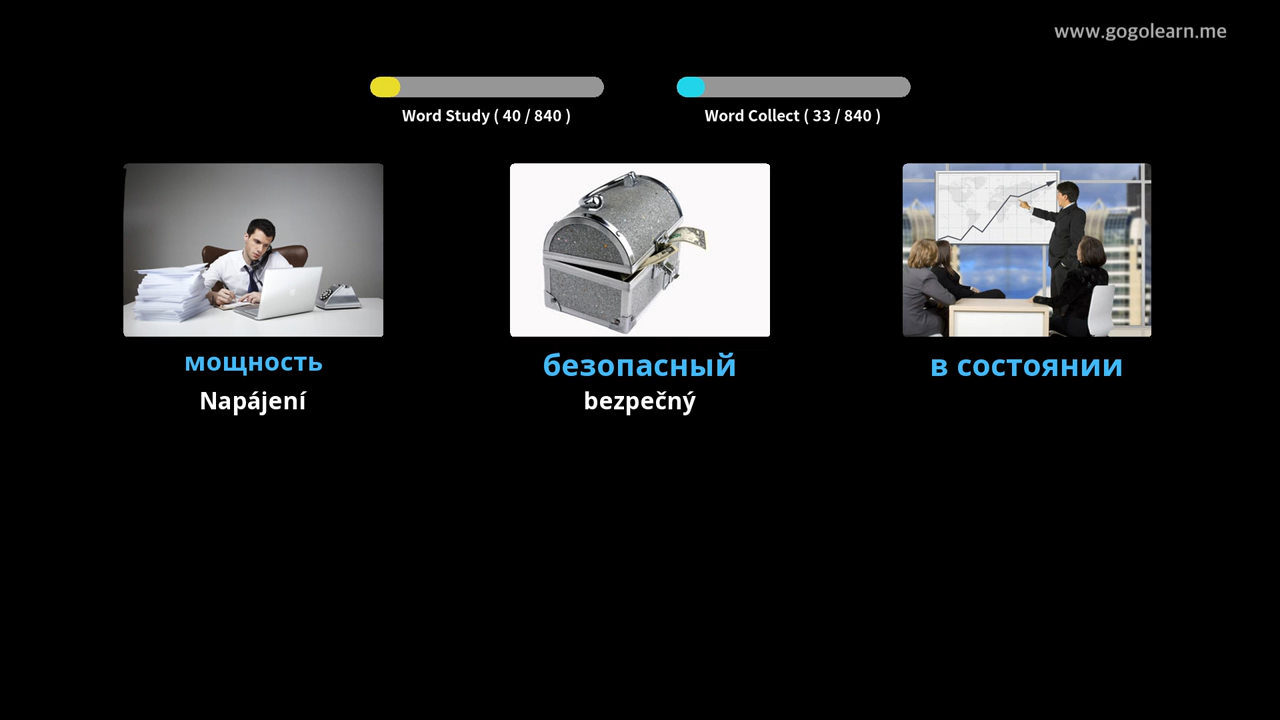 www.gogolearn.me
Word Study ( 40 / 840 )
Word Collect ( 33 / 840 )
мощность
Napájení
безопасный
bezpečný
в состоянии